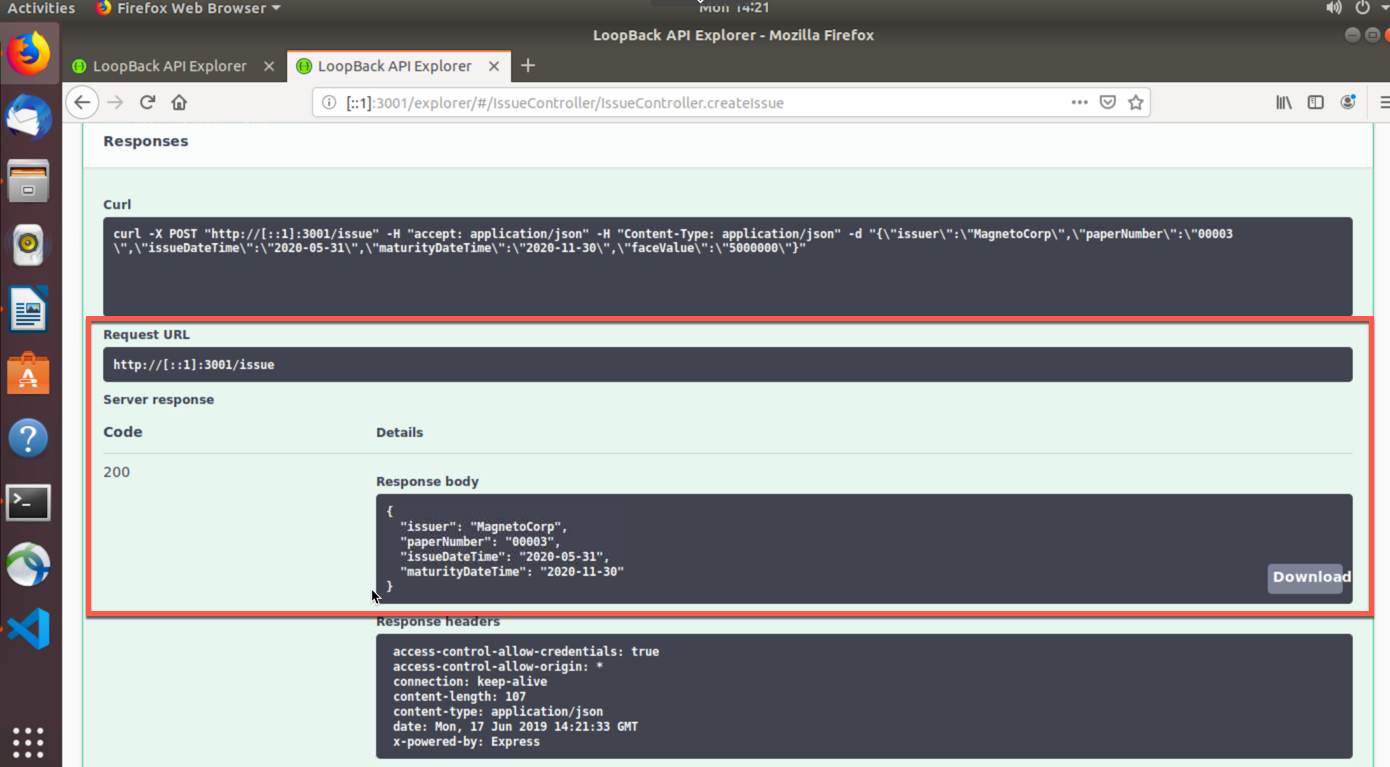 Activities Firefox Web Browser Mon 14:21
LoopBack API Explorer - Mozilla Firefox
LoopBack API Explorer LoopBack API Explorer
[::1]:3001/explorer/#/IssueController/IssueController.createIssue
Responses
Curl
curl -X POST "http://[::1]:3001/issue" -H "accept: application/json" -H "Content-Type: application/json" -d "{\"issuer\":\"MagnetoCorp\",\"paperNumber\":\"00003
\",\"issueDateTime\":\"2020-05-31\",\"maturityDateTime\":\"2020-11-30\",\"faceValue\":\"5000000\"}"
Request URL
http://[::1]:3001/issue
Server response
Code Details
200
Response body
{
"issuer": "MagnetoCorp",
"paperNumber": "00003",
"issueDateTime": "2020-05-31",
"maturityDateTime": "2020-11-30"
}
Download
Response headers
access-control-allow-credentials: true
access-control-allow-origin: *
connection: keep-alive
content-length: 107
content-type: application/json
date: Mon, 17 Jun 2019 14:21:33 GMT
x-powered-by: Express